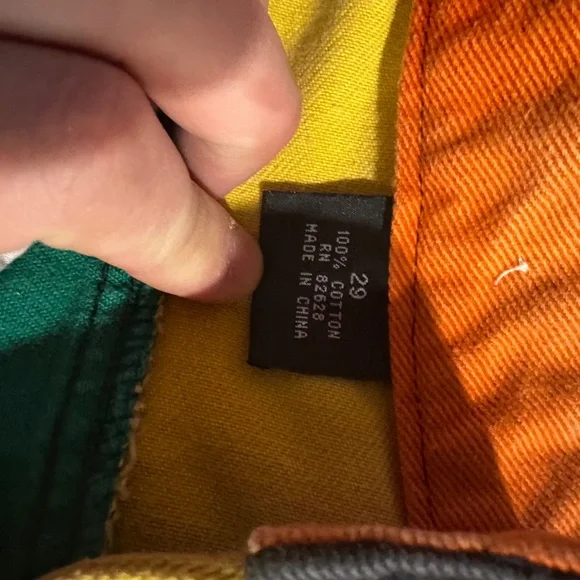 29
100% COTTON
RN 82628
MADE IN CHINA